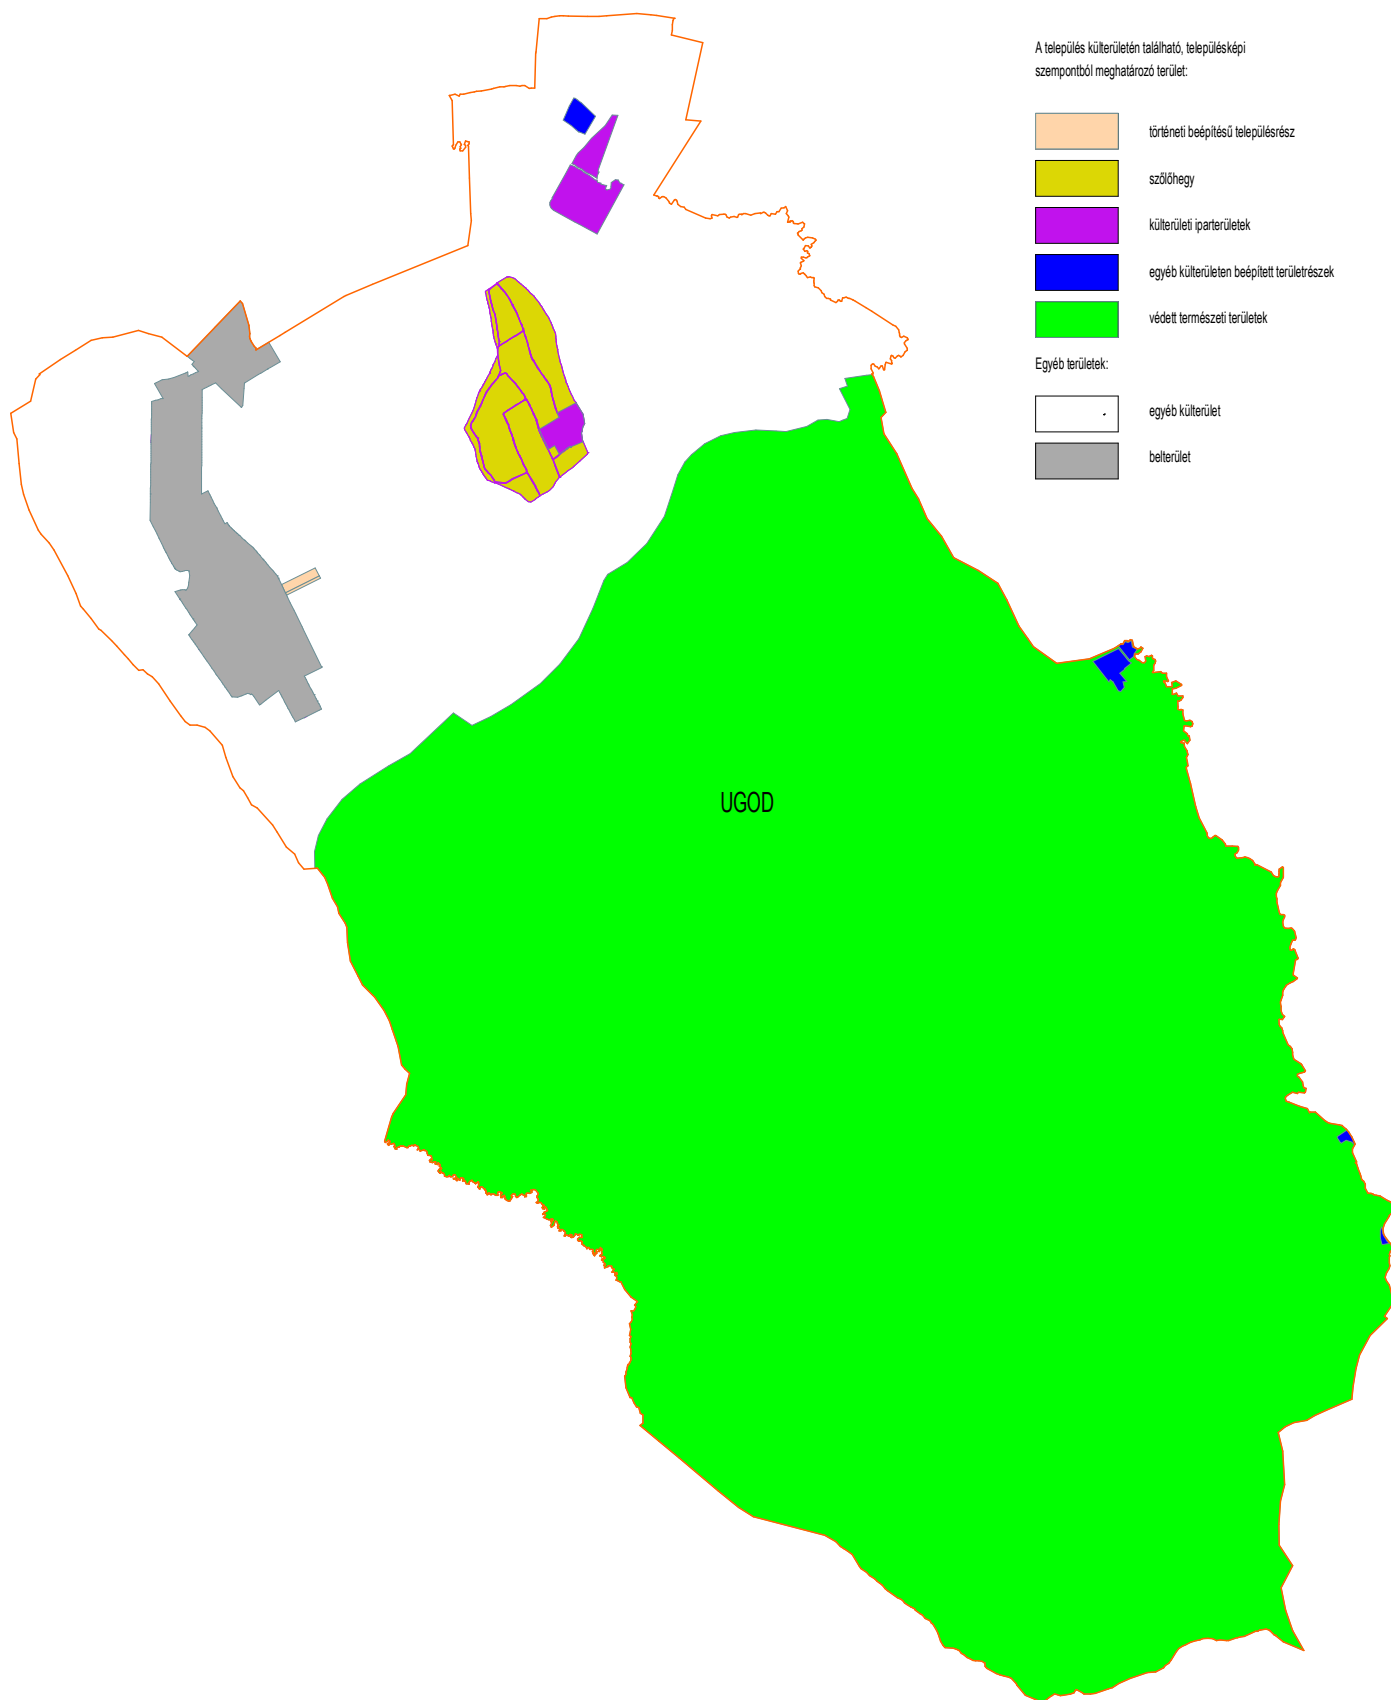 A település külterületén található, településképi
szempontból meghatározó terület:
történeti beépítésű településrész
szőlőhegy
külterületi iparterületek
egyéb külterületen beépített területrészek
védett természeti területek
Egyéb területek:
egyéb külterület
belterület
UGOD